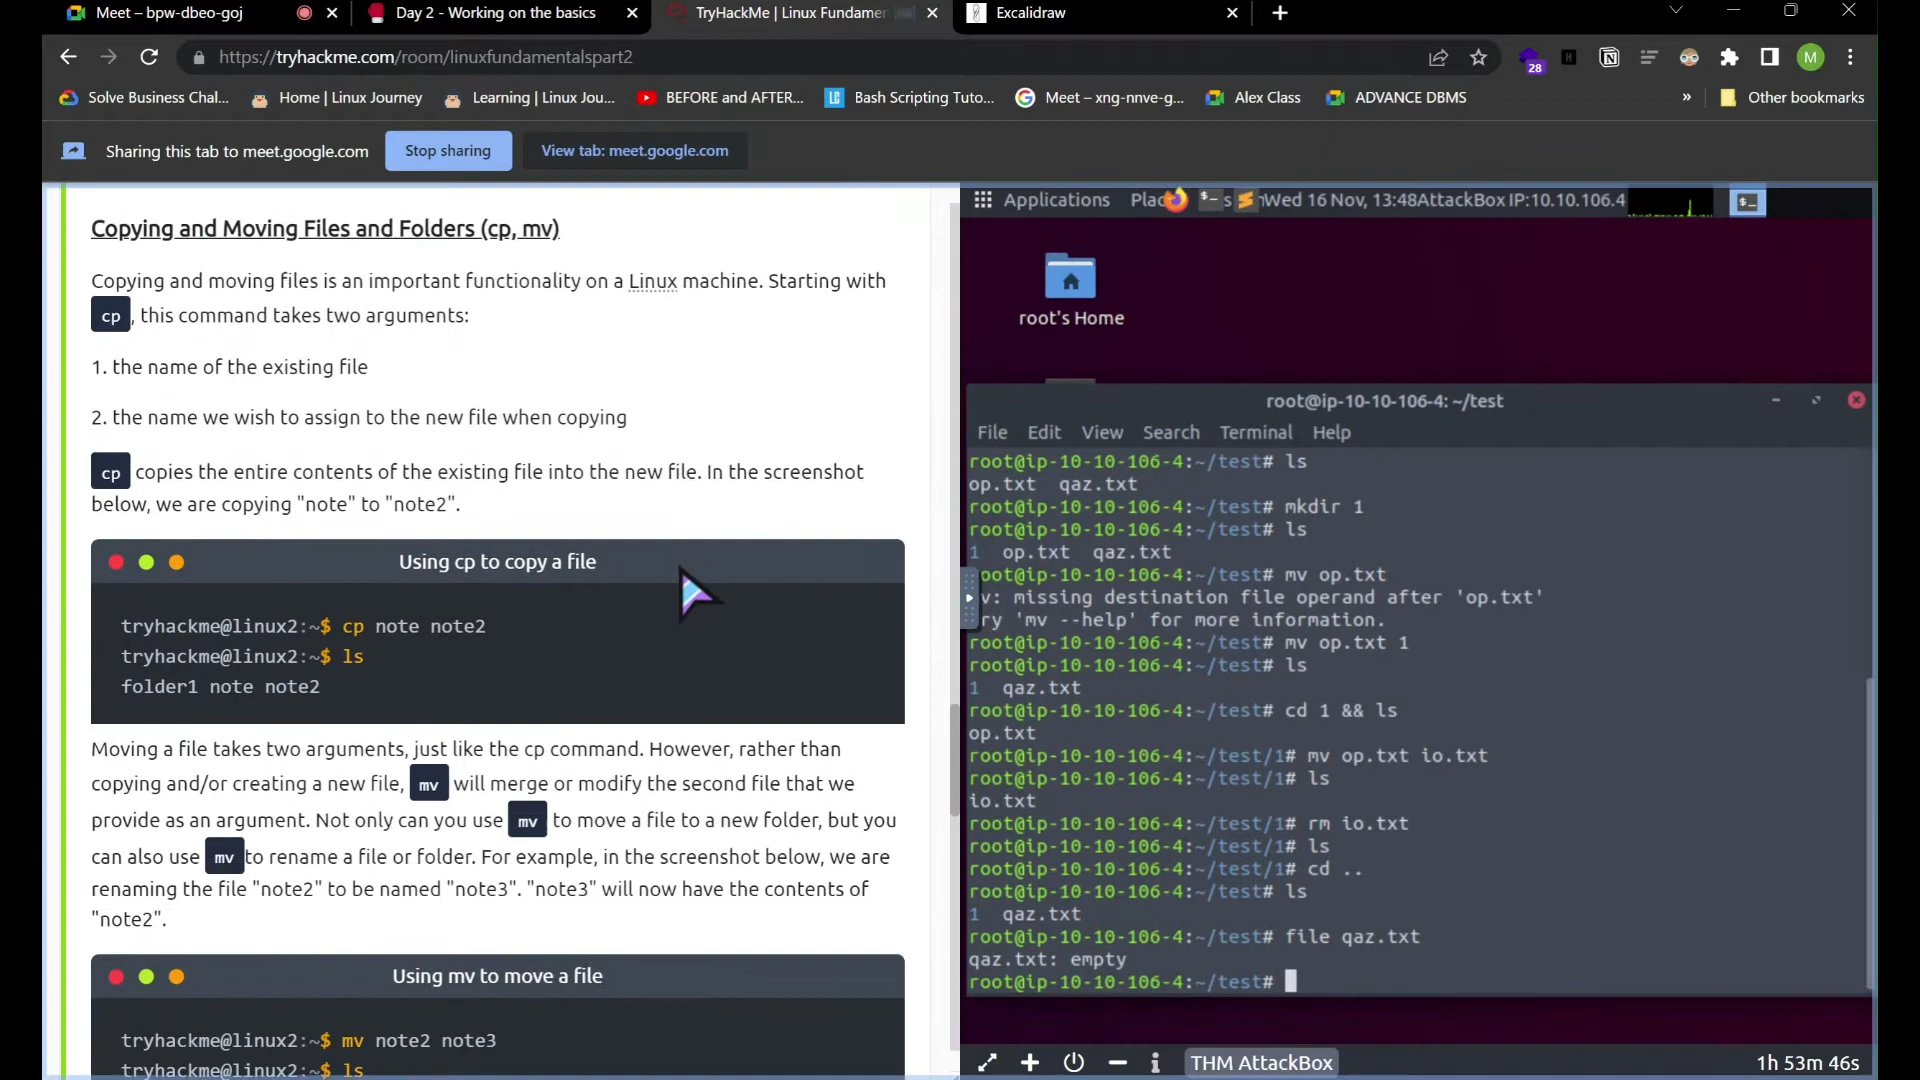 Meet – bpw-dbeo-goj
Day 2 - Working on the basics
TryHackMe | Linux Fundamen
Excalidraw
https://tryhackme.com/room/linuxfundamentalspart2
28
M
Solve Business Chal...
Home | Linux Journey
Learning | Linux Jou...
BEFORE and AFTER...
Bash Scripting Tuto...
Meet – xng-nnve-g...
Alex Class
ADVANCE DBMS
»
Other bookmarks
Sharing this tab to meet.google.com
Stop sharing
View tab: meet.google.com
Copying and Moving Files and Folders (cp, mv)
Copying and moving files is an important functionality on a Linux machine. Starting with
cp, this command takes two arguments:
1. the name of the existing file
2. the name we wish to assign to the new file when copying
cp copies the entire contents of the existing file into the new file. In the screenshot
below, we are copying "note" to "note2".
Using cp to copy a file
tryhackme@linux2:~$ cp note note2
tryhackme@linux2:~$ ls
folder1 note note2
Moving a file takes two arguments, just like the cp command. However, rather than
copying and/or creating a new file, mv will merge or modify the second file that we
provide as an argument. Not only can you use mv to move a file to a new folder, but you
can also use mv to rename a file or folder. For example, in the screenshot below, we are
renaming the file "note2" to be named "note3". "note3" will now have the contents of
"note2".
Using mv to move a file
tryhackme@linux2:~$ mv note2 note3
tryhackme@linux2:~$ ls
Applications Plac Wed 16 Nov, 13:48 AttackBox IP:10.10.106.4
root's Home
root@ip-10-10-106-4: ~/test
File Edit View Search Terminal Help
root@ip-10-10-106-4:~/test# ls
op.txt qaz.txt
root@ip-10-10-106-4:~/test# mkdir 1
root@ip-10-10-106-4:~/test# ls
1 op.txt qaz.txt
root@ip-10-10-106-4:~/test# mv op.txt
v: missing destination file operand after 'op.txt'
ry 'mv --help' for more information.
root@ip-10-10-106-4:~/test# mv op.txt 1
root@ip-10-10-106-4:~/test# ls
1 qaz.txt
root@ip-10-10-106-4:~/test# cd 1 && ls
op.txt
root@ip-10-10-106-4:~/test/1# mv op.txt io.txt
root@ip-10-10-106-4:~/test/1# ls
io.txt
root@ip-10-10-106-4:~/test/1# rm io.txt
root@ip-10-10-106-4:~/test/1# ls
root@ip-10-10-106-4:~/test/1# cd ..
root@ip-10-10-106-4:~/test# ls
1 qaz.txt
root@ip-10-10-106-4:~/test# file qaz.txt
qaz.txt: empty
root@ip-10-10-106-4:~/test#
THM AttackBox
1h 53m 46s